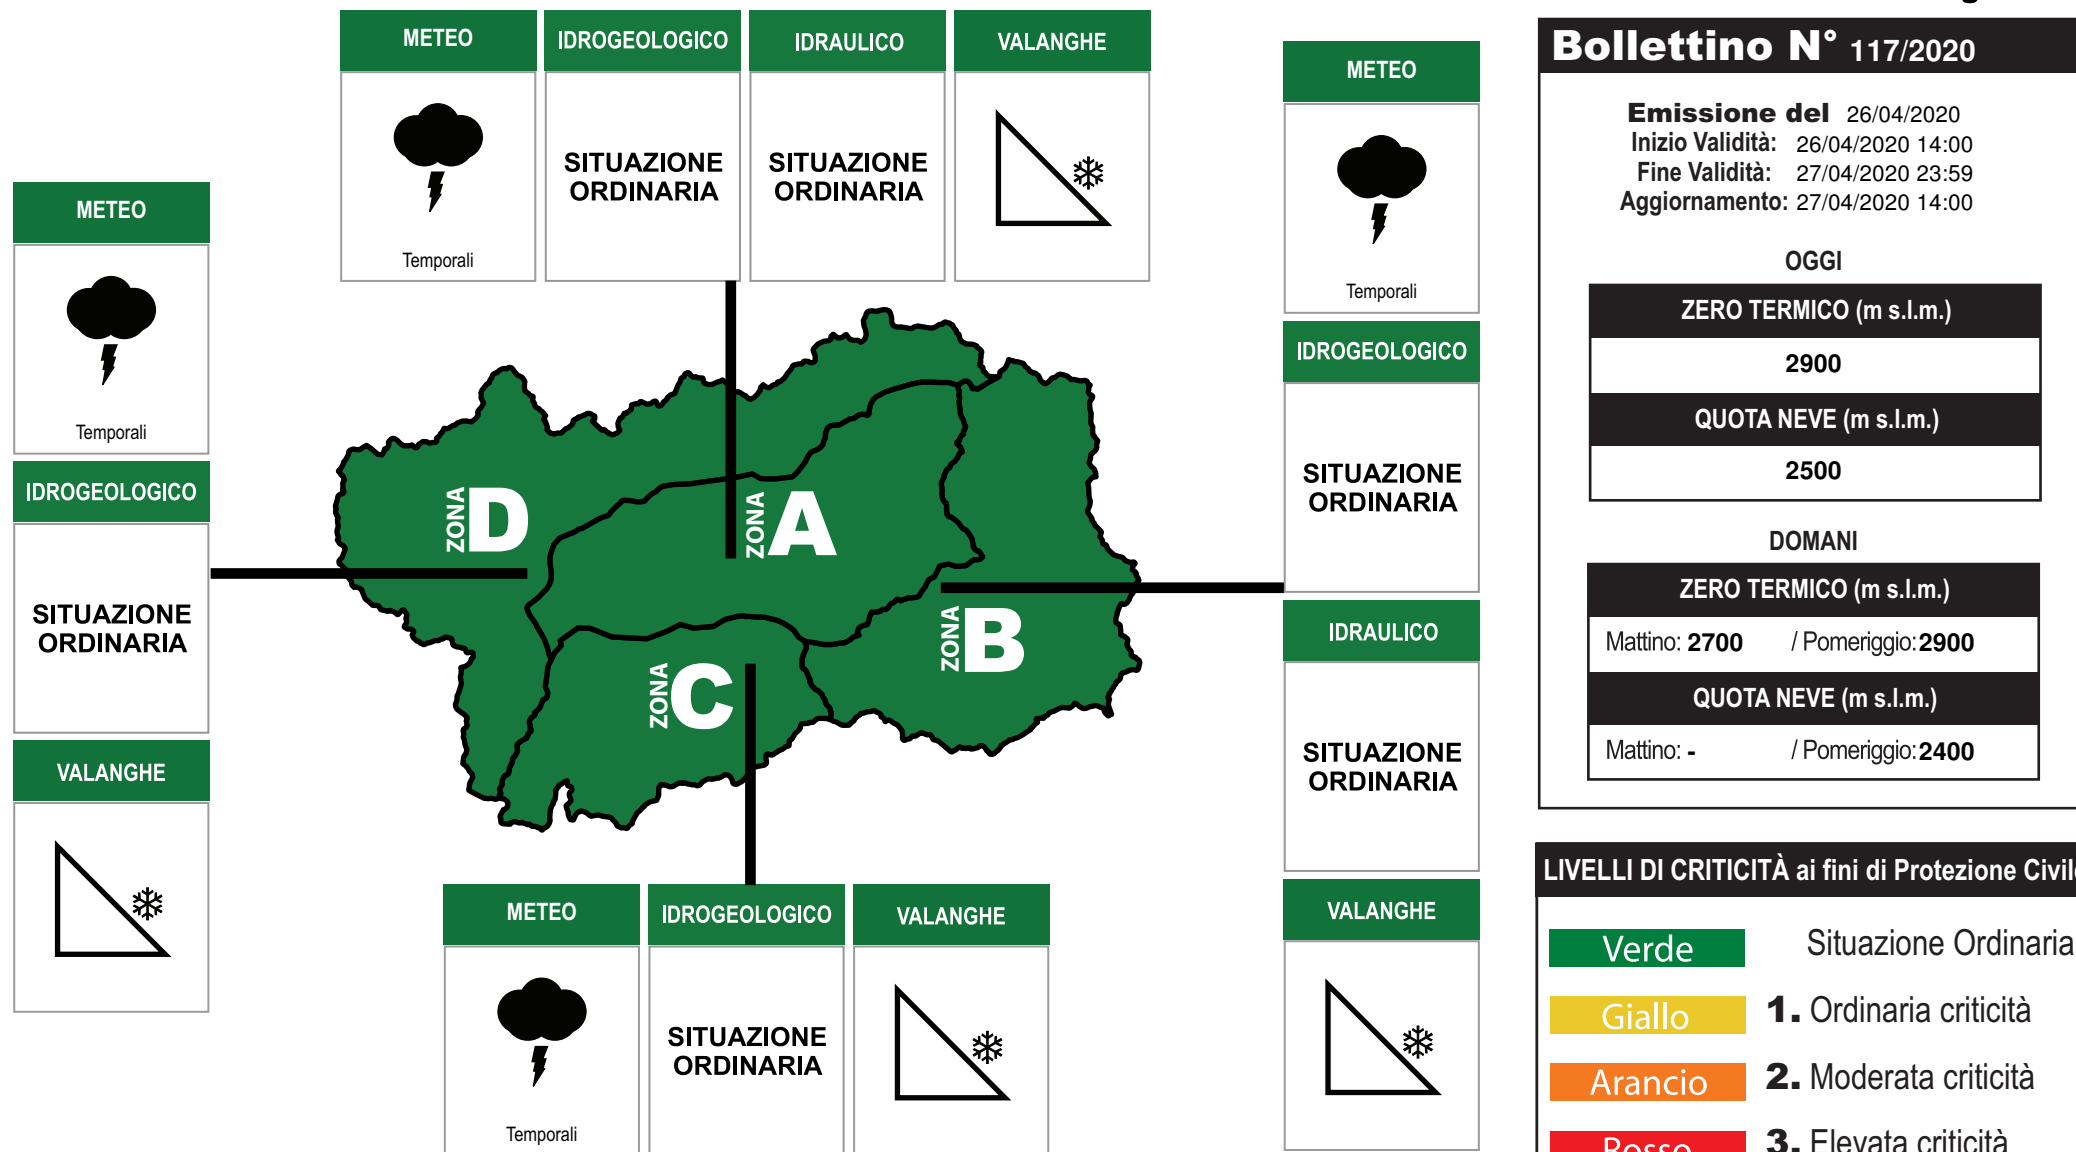 METEO
IDROGEOLOGICO
IDRAULICO
VALANGHE
Temporali
SITUAZIONE
ORDINARIA
SITUAZIONE
ORDINARIA
METEO
Temporali
IDROGEOLOGICO
SITUAZIONE
ORDINARIA
VALANGHE
ZONA D
ZONA A
ZONA B
ZONA C
METEO
Temporali
IDROGEOLOGICO
SITUAZIONE
ORDINARIA
IDRAULICO
SITUAZIONE
ORDINARIA
VALANGHE
METEO
IDROGEOLOGICO
VALANGHE
Temporali
SITUAZIONE
ORDINARIA
Bollettino N° 117/2020
Emissione del 26/04/2020
Inizio Validità: 26/04/2020 14:00
Fine Validità: 27/04/2020 23:59
Aggiornamento: 27/04/2020 14:00
OGGI
ZERO TERMICO (m s.l.m.)
2900
QUOTA NEVE (m s.l.m.)
2500
DOMANI
ZERO TERMICO (m s.l.m.)
Mattino: 2700 / Pomeriggio: 2900
QUOTA NEVE (m s.l.m.)
Mattino: - / Pomeriggio: 2400
LIVELLI DI CRITICITÀ ai fini di Protezione Civile
Verde Situazione Ordinaria
Giallo 1. Ordinaria criticità
Arancio 2. Moderata criticità
Rosso 3. Elevata criticità